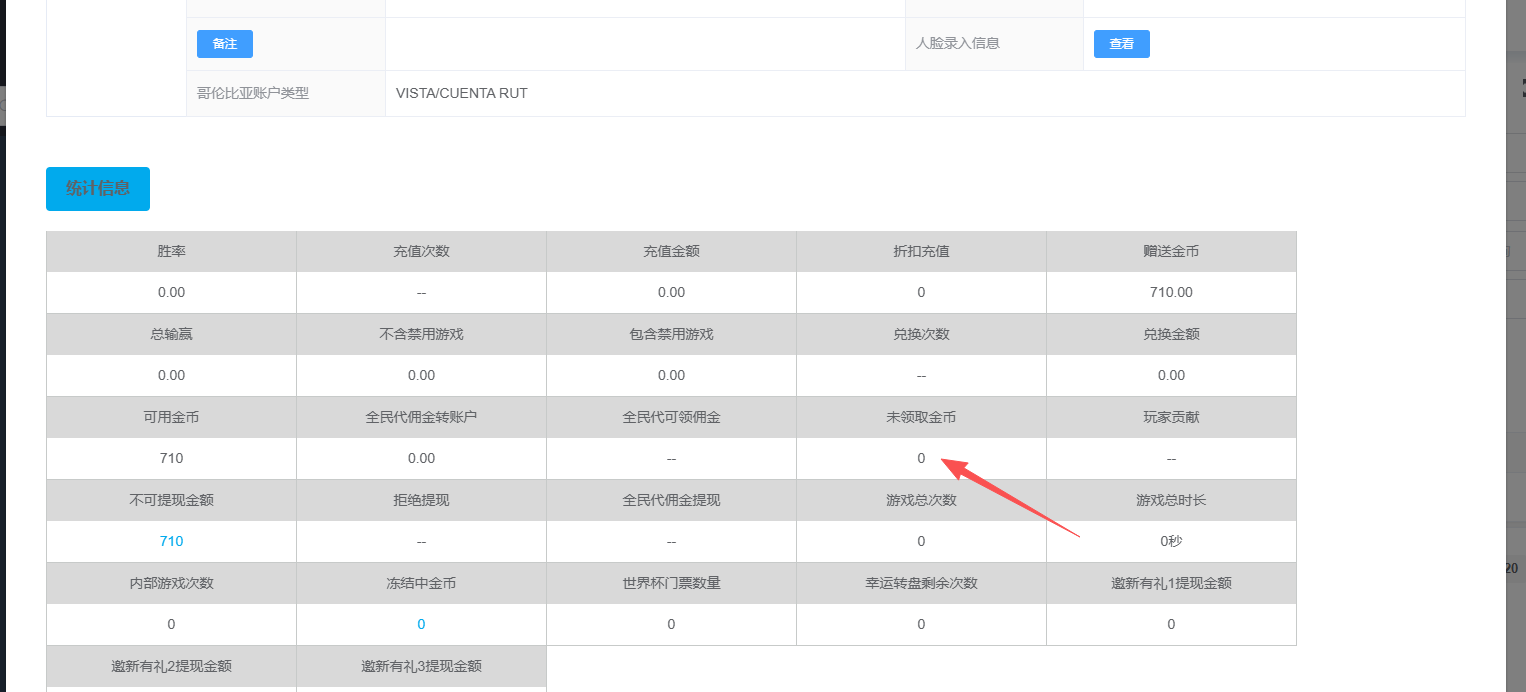 备注
人脸录入信息
查看
哥伦比亚账户类型
VISTA/CUENTA RUT
统计信息
胜率 充值次数 充值金额 折扣充值 赠送金币
0.00 -- 0.00 0 710.00
总输赢 不含禁用游戏 包含禁用游戏 兑换次数 兑换金额
0.00 0.00 0.00 -- 0.00
可用金币 全民代佣金转账户 全民代可领佣金 未领取金币 玩家贡献
710 0.00 -- 0 --
不可提现金额 拒绝提现 全民代佣金提现 游戏总次数 游戏总时长
710 -- -- 0 0秒
内部游戏次数 冻结中金币 世界杯门票数量 幸运转盘剩余次数 邀新有礼1提现金额
0 0 0 0 0
邀新有礼2提现金额 邀新有礼3提现金额
20